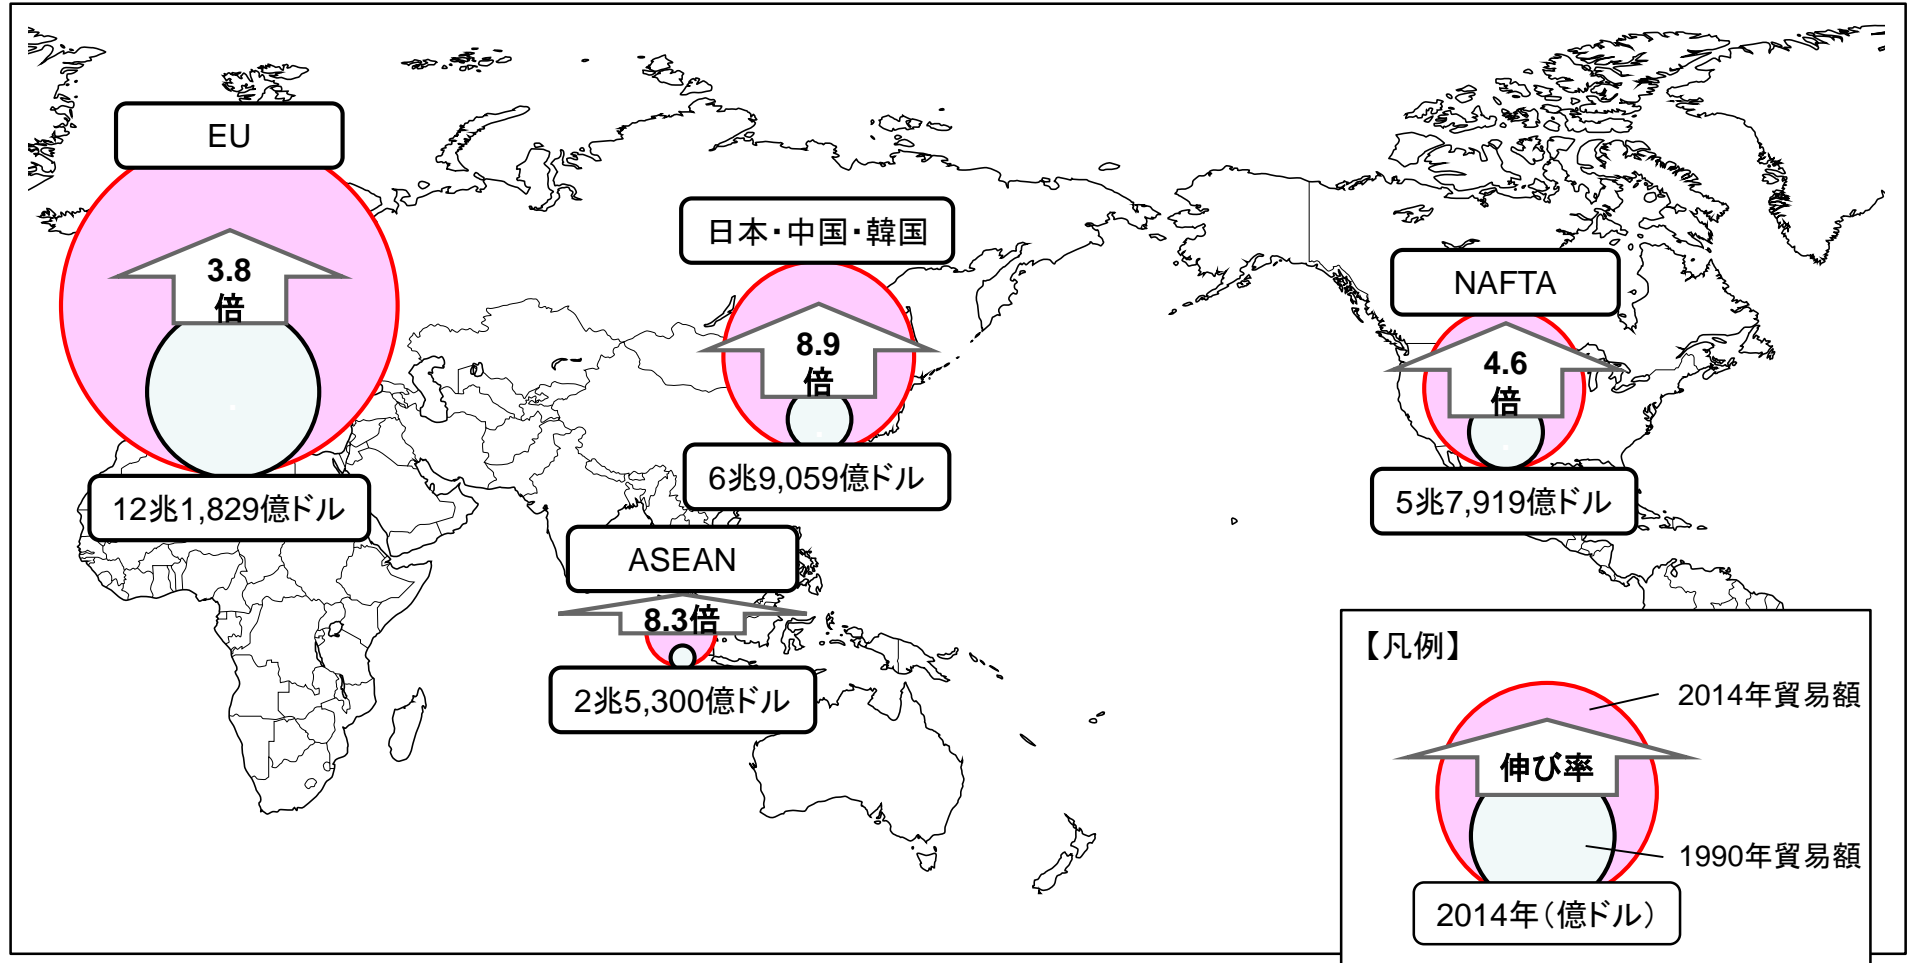 EU
3.8
倍
12兆1,829億ドル
日本・中国・韓国
8.9
倍
6兆9,059億ドル
NAFTA
4.6
倍
5兆7,919億ドル
ASEAN
8.3倍
2兆5,300億ドル
【凡例】
2014年貿易額
伸び率
1990年貿易額
2014年（億ドル）